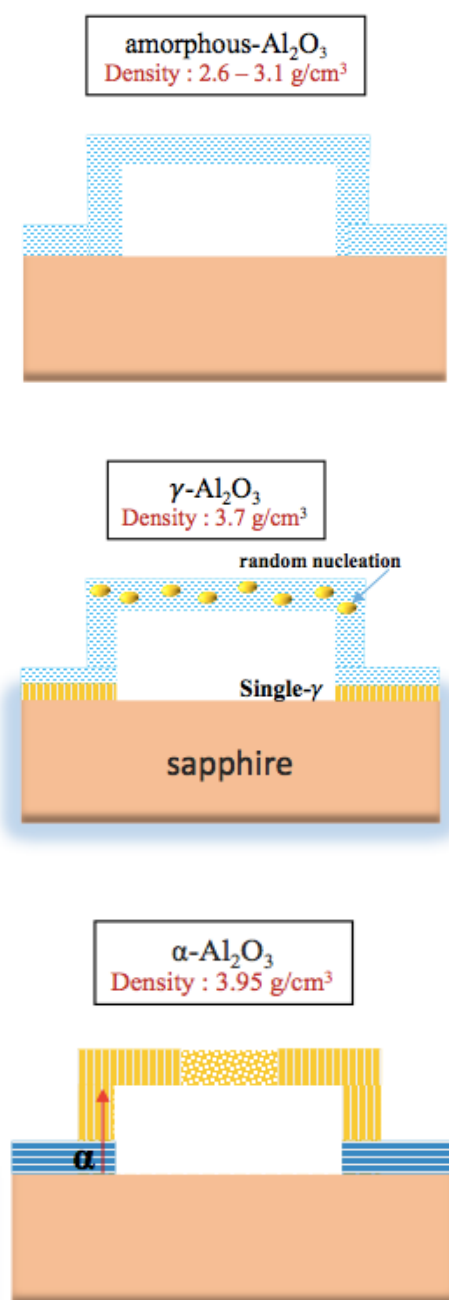 amorphous-Al₂O₃
Density : 2.6 – 3.1 g/cm³
γ-Al₂O₃
Density : 3.7 g/cm³
random nucleation
Single-γ
sapphire
α-Al₂O₃
Density : 3.95 g/cm³
α